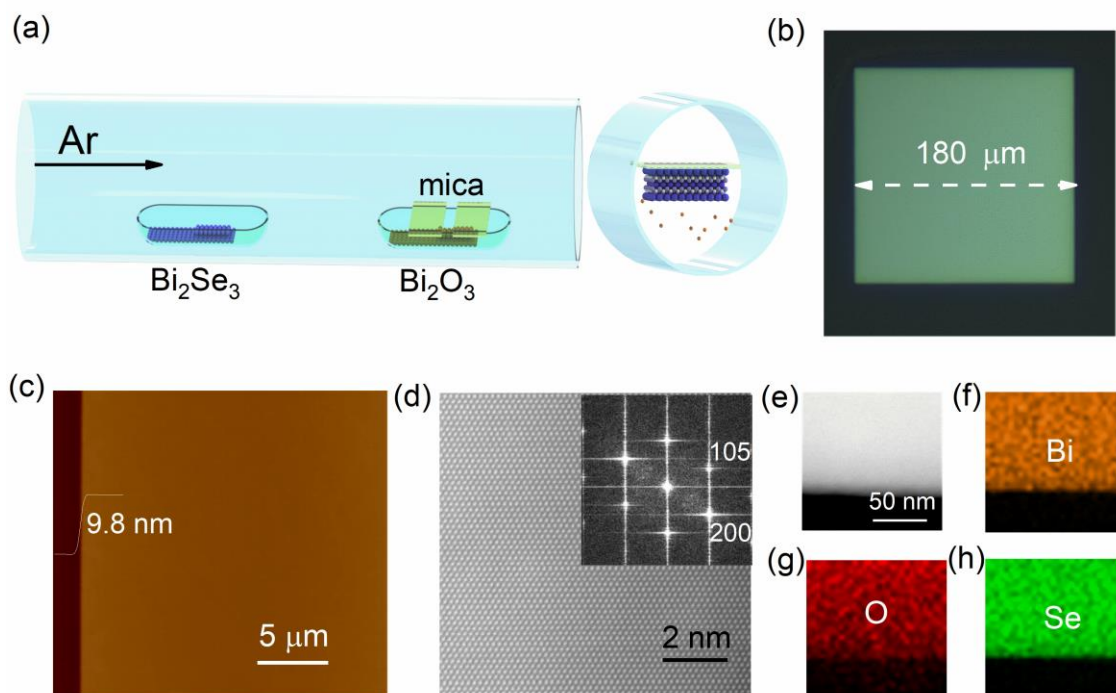 (a)
Ar
mica
Bi₂Se₃
Bi₂O₃
(b)
180 μm
(c)
9.8 nm
5 μm
(d)
105
200
2 nm
(e)
50 nm
(f)
Bi
(g)
O
(h)
Se